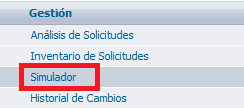 Gestión
Análisis de Solicitudes
Inventario de Solicitudes
Simulador
Historial de Cambios